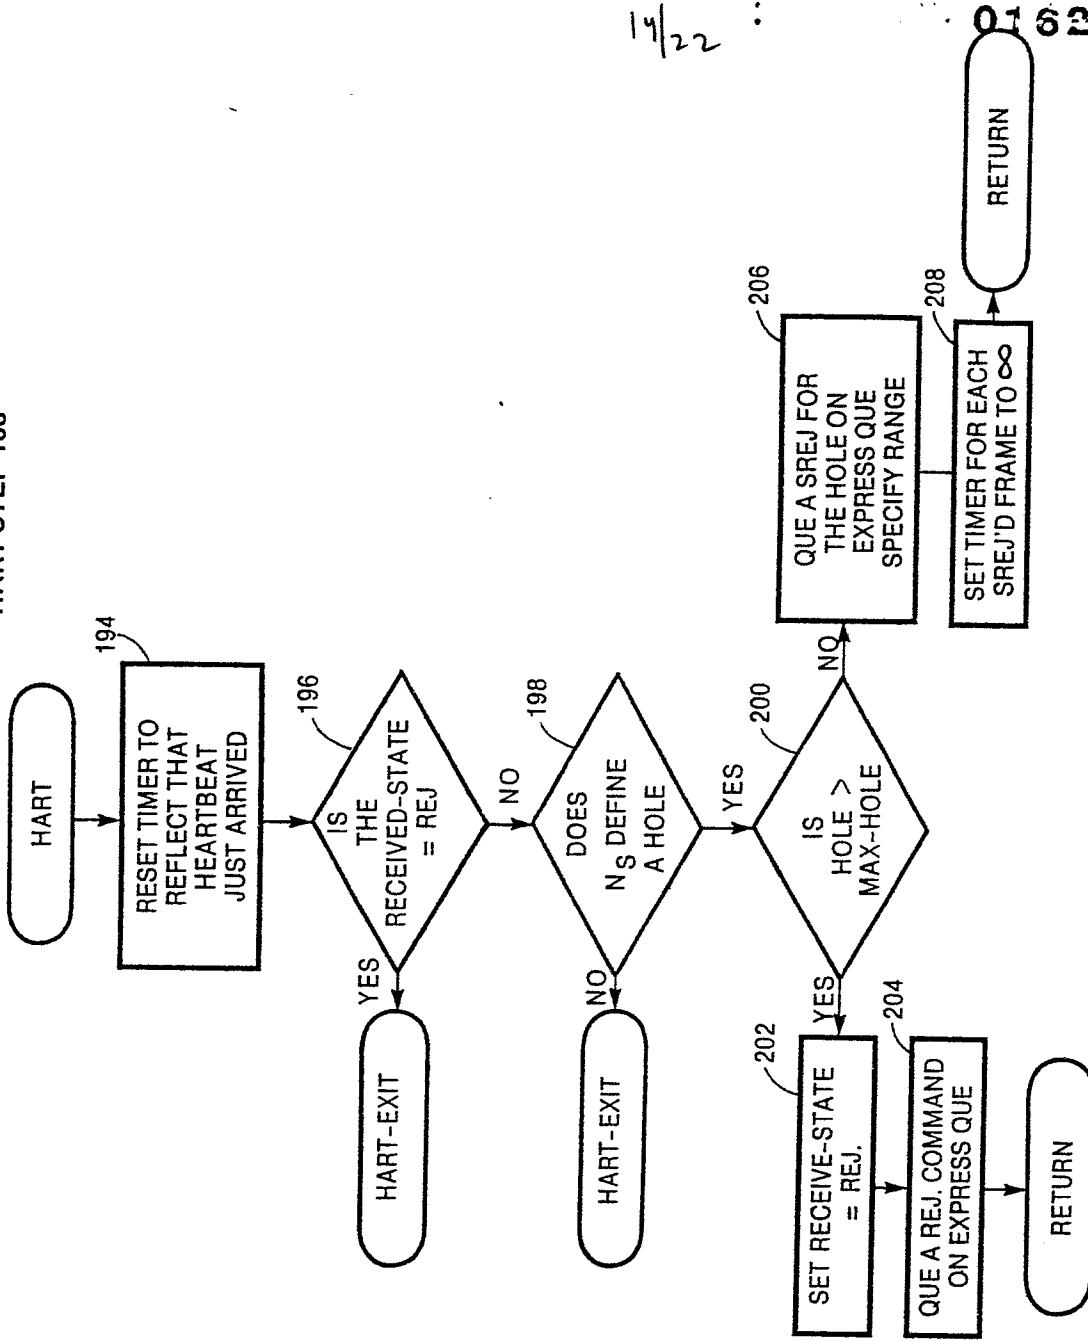 14/22
0162
HART
194
RESET TIMER TO
REFLECT THAT
HEARTBEAT
JUST ARRIVED
196
IS
THE
RECEIVED-STATE
= REJ
YES
HART-EXIT
NO
198
DOES
NS DEFINE
A HOLE
NO
HART-EXIT
YES
200
IS
HOLE >
MAX-HOLE
YES
202
SET RECEIVE-STATE
= REJ.
204
QUE A REJ. COMMAND
ON EXPRESS QUE
RETURN
NO
206
QUE A SREJ FOR
THE HOLE ON
EXPRESS QUE
SPECIFY RANGE
208
SET TIMER FOR EACH
SREJ'D FRAME TO ∞
RETURN